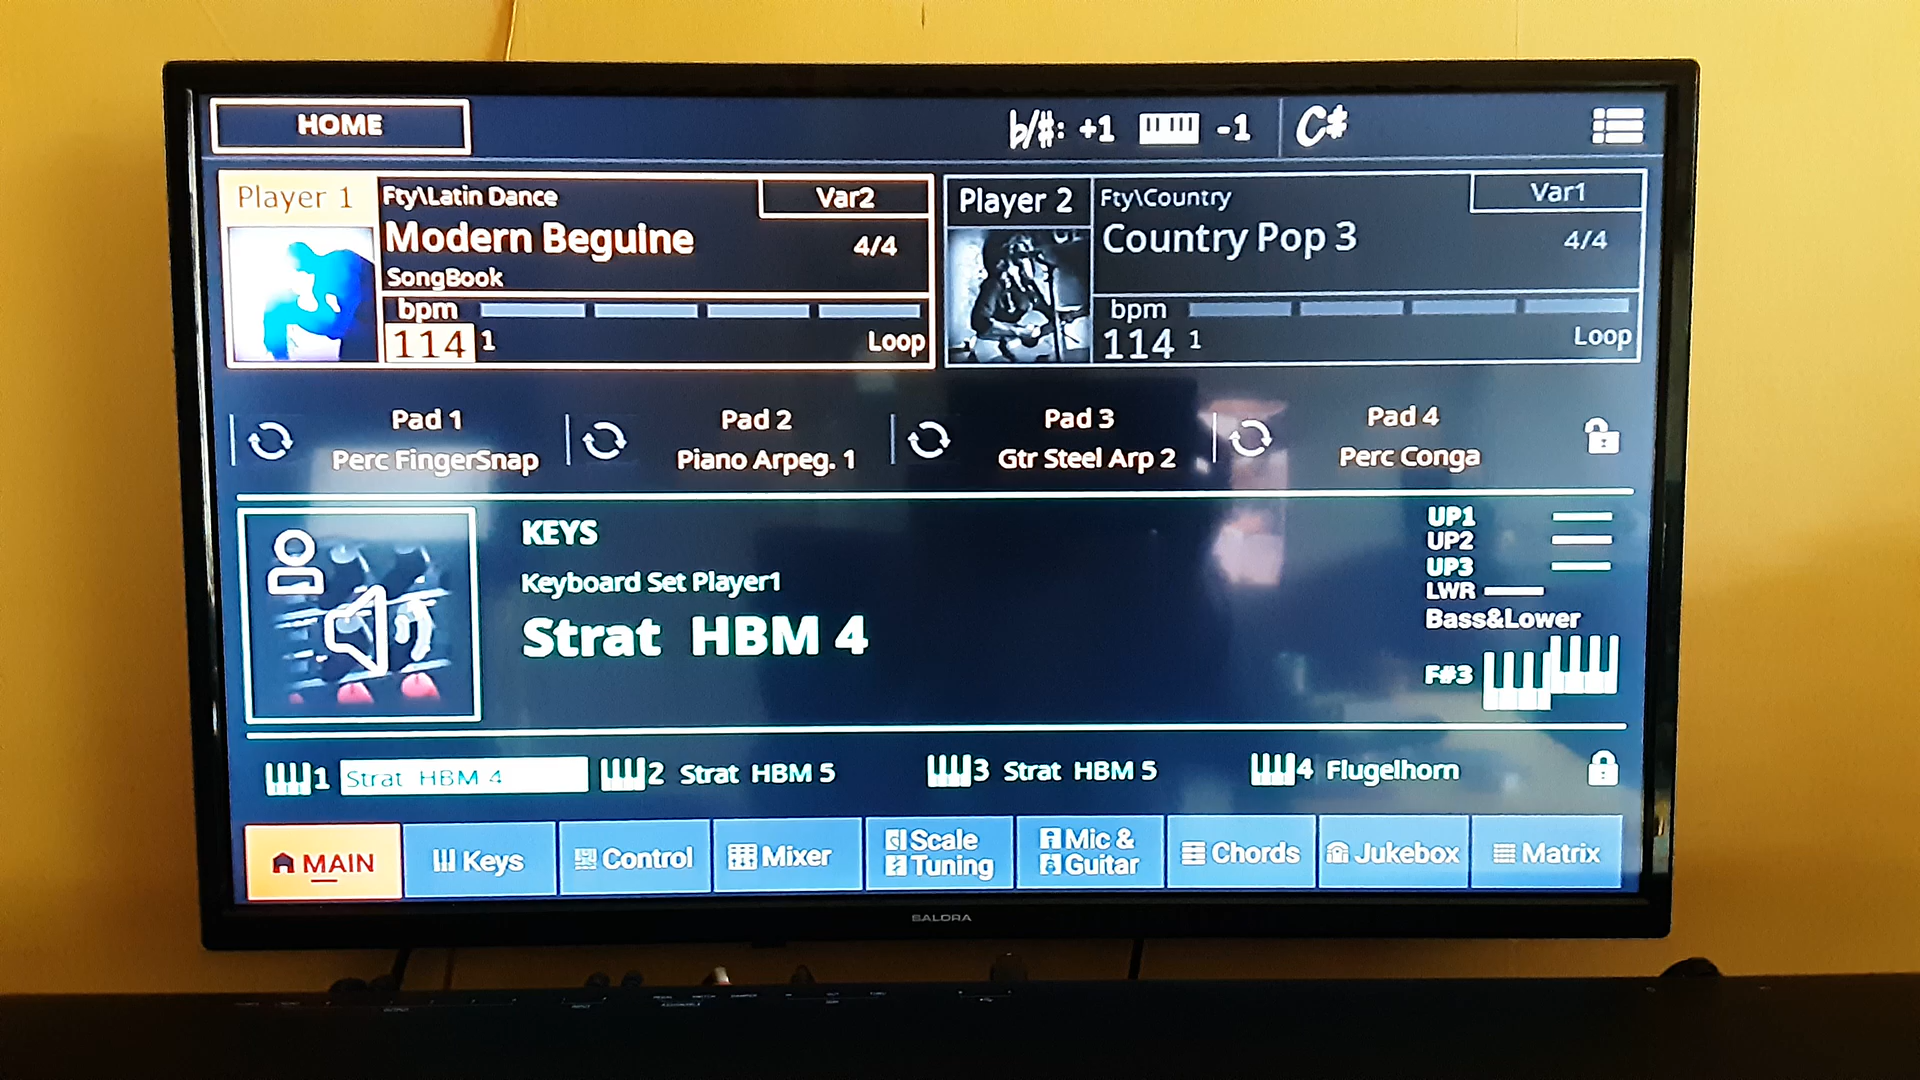 HOME
b/#: +1 -1 C#
Player 1
Fty\Latin Dance
Var2
Modern Beguine
4/4
SongBook
bpm
114 1
Loop
Player 2
Fty\Country
Var1
Country Pop 3
4/4
bpm
114 1
Loop
Pad 1
Perc FingerSnap
Pad 2
Piano Arpeg. 1
Pad 3
Gtr Steel Arp 2
Pad 4
Perc Conga
KEYS
Keyboard Set Player1
Strat HBM 4
UP1
UP2
UP3
LWR
Bass&Lower
F#3
1 Strat HBM 4
2 Strat HBM 5
3 Strat HBM 5
4 Flugelhorn
MAIN
Keys
Control
Mixer
Scale
Tuning
Mic &
Guitar
Chords
Jukebox
Matrix
SALORA